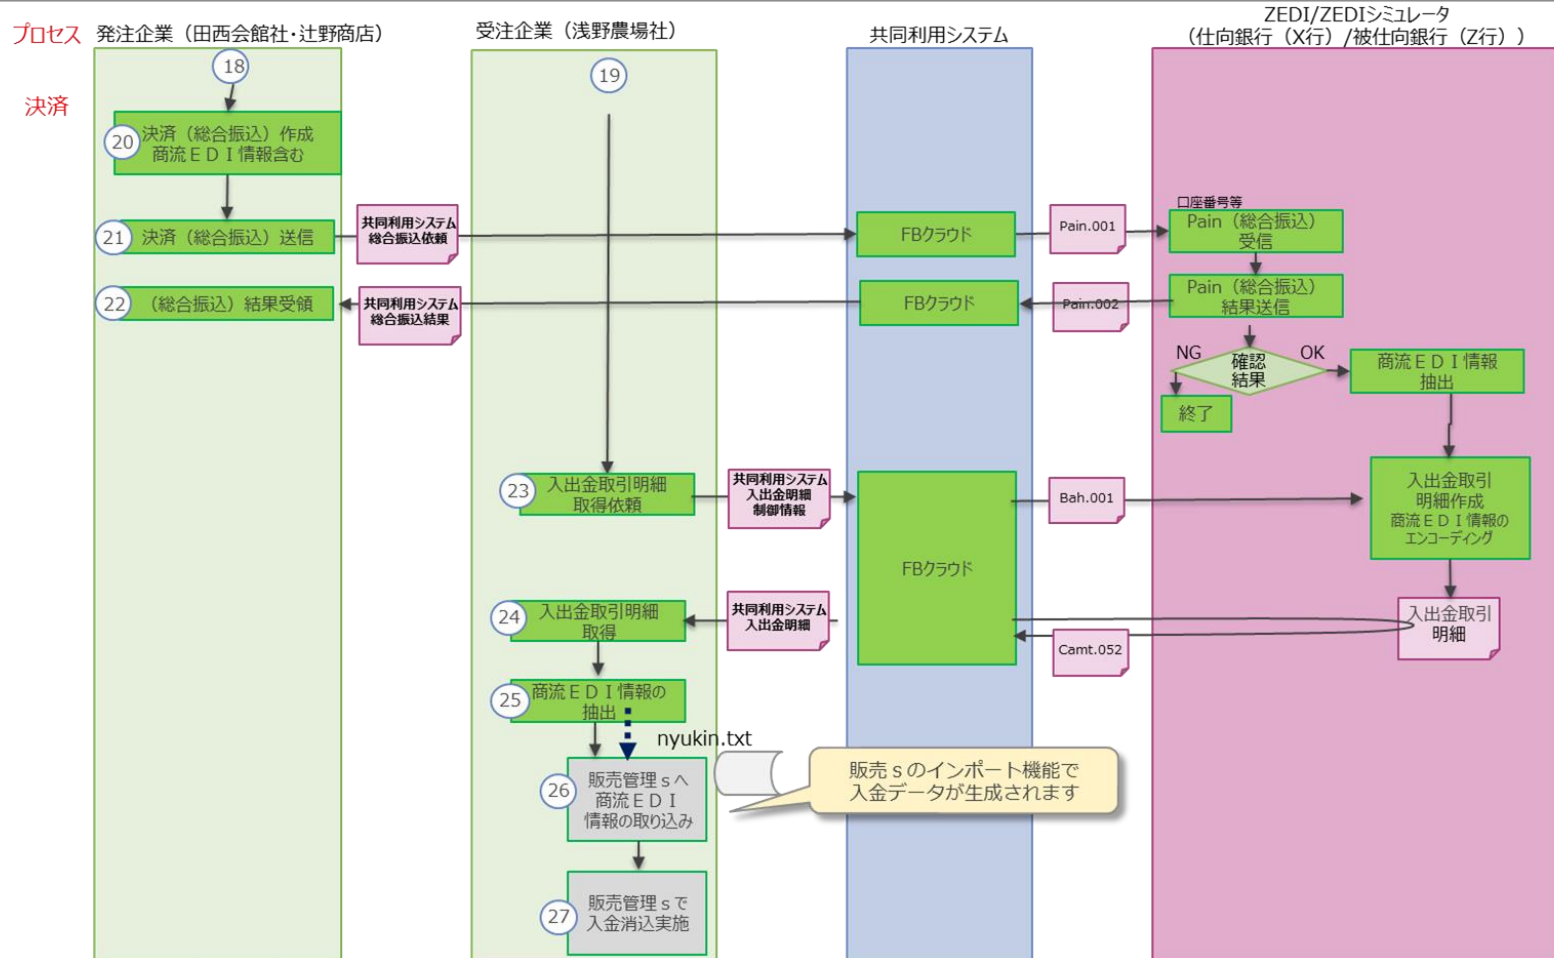 プロセス
発注企業（田西会館社・辻野商店）
受注企業（浅野農場社）
共同利用システム
ZEDI/ZEDIシミュレータ
（仕向銀行（X行）/被仕向銀行（Z行））
決済
18
19
20
決済（総合振込）作成
商流ＥＤＩ情報含む
21
決済（総合振込）送信
共同利用システム
総合振込依頼
FBクラウド
Pain.001
口座番号等
Pain（総合振込）
受信
22
（総合振込）結果受領
共同利用システム
総合振込結果
FBクラウド
Pain.002
Pain（総合振込）
結果送信
NG
確認
結果
OK
商流ＥＤＩ情報
抽出
終了
23
入出金取引明細
取得依頼
共同利用システム
入出金明細
制御情報
FBクラウド
Bah.001
入出金取引
明細作成
商流ＥＤＩ情報の
エンコーディング
24
入出金取引明細
取得
共同利用システム
入出金明細
Camt.052
入出金取引
明細
25
商流ＥＤＩ情報の
抽出
nyukin.txt
26
販売管理ｓへ
商流ＥＤＩ
情報の取り込み
販売ｓのインポート機能で
入金データが生成されます
27
販売管理ｓで
入金消込実施